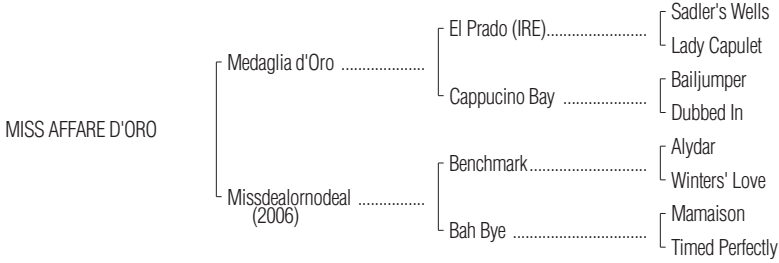 Sadler's Wells
El Prado (IRE)........................
Lady Capulet
Medaglia d'Oro ....................
Bailjumper
Cappucino Bay ....................
Dubbed In
MISS AFFARE D'ORO
Alydar
Benchmark............................
Winters' Love
Missdealornodeal ................
(2006)
Mamaison
Bah Bye ................................
Timed Perfectly